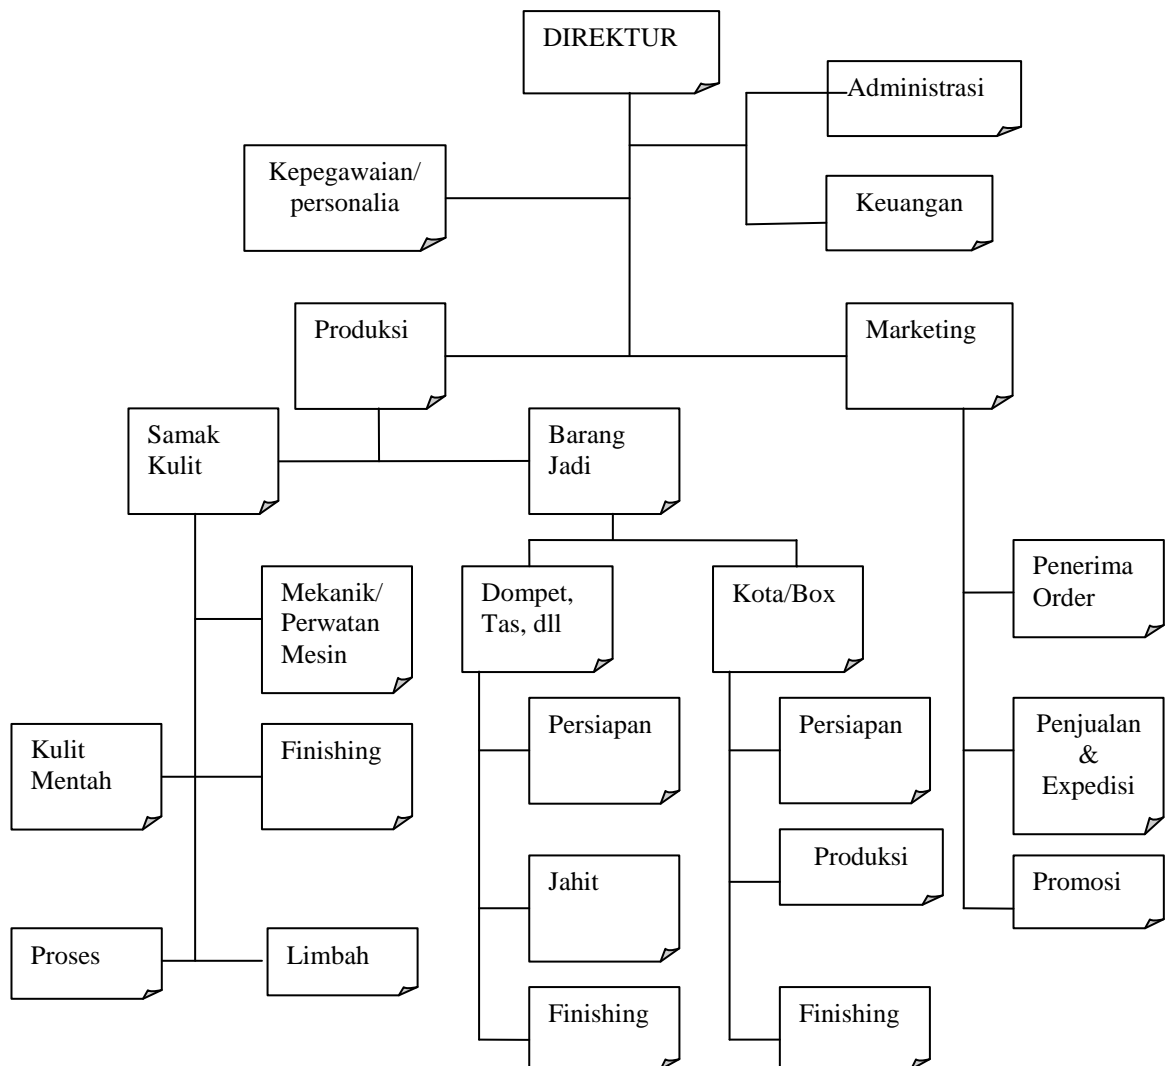 DIREKTUR
Administrasi
Kepegawaian/
personalia
Keuangan
Produksi
Marketing
Samak
Kulit
Barang
Jadi
Mekanik/
Perwatan
Mesin
Dompet,
Tas, dll
Kota/Box
Penerima
Order
Kulit
Mentah
Finishing
Persiapan
Persiapan
Penjualan
&
Expedisi
Jahit
Produksi
Promosi
Proses
Limbah
Finishing
Finishing